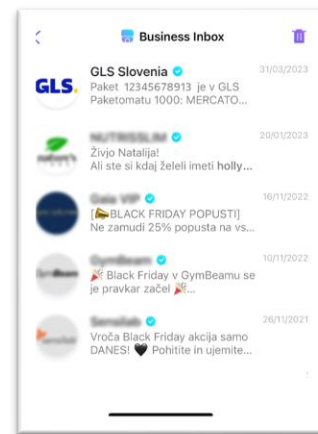 Business Inbox
GLS Slovenia
31/03/2023
GLS.
Paket 12345678913 je v GLS
Paketomatu 1000: MERCATO...
20/01/2023
Živjo Natalija!
Ali ste si kdaj želeli imeti holly...
16/11/2022
[📣BLACK FRIDAY POPUSTI]
Ne zamudi 25% popusta na vs...
10/11/2022
🎉 Black Friday v GymBeamu se
je pravkar začel 🎉...
26/11/2021
Vroča Black Friday akcija samo
DANES! 🖤 Pohitite in ujemite...